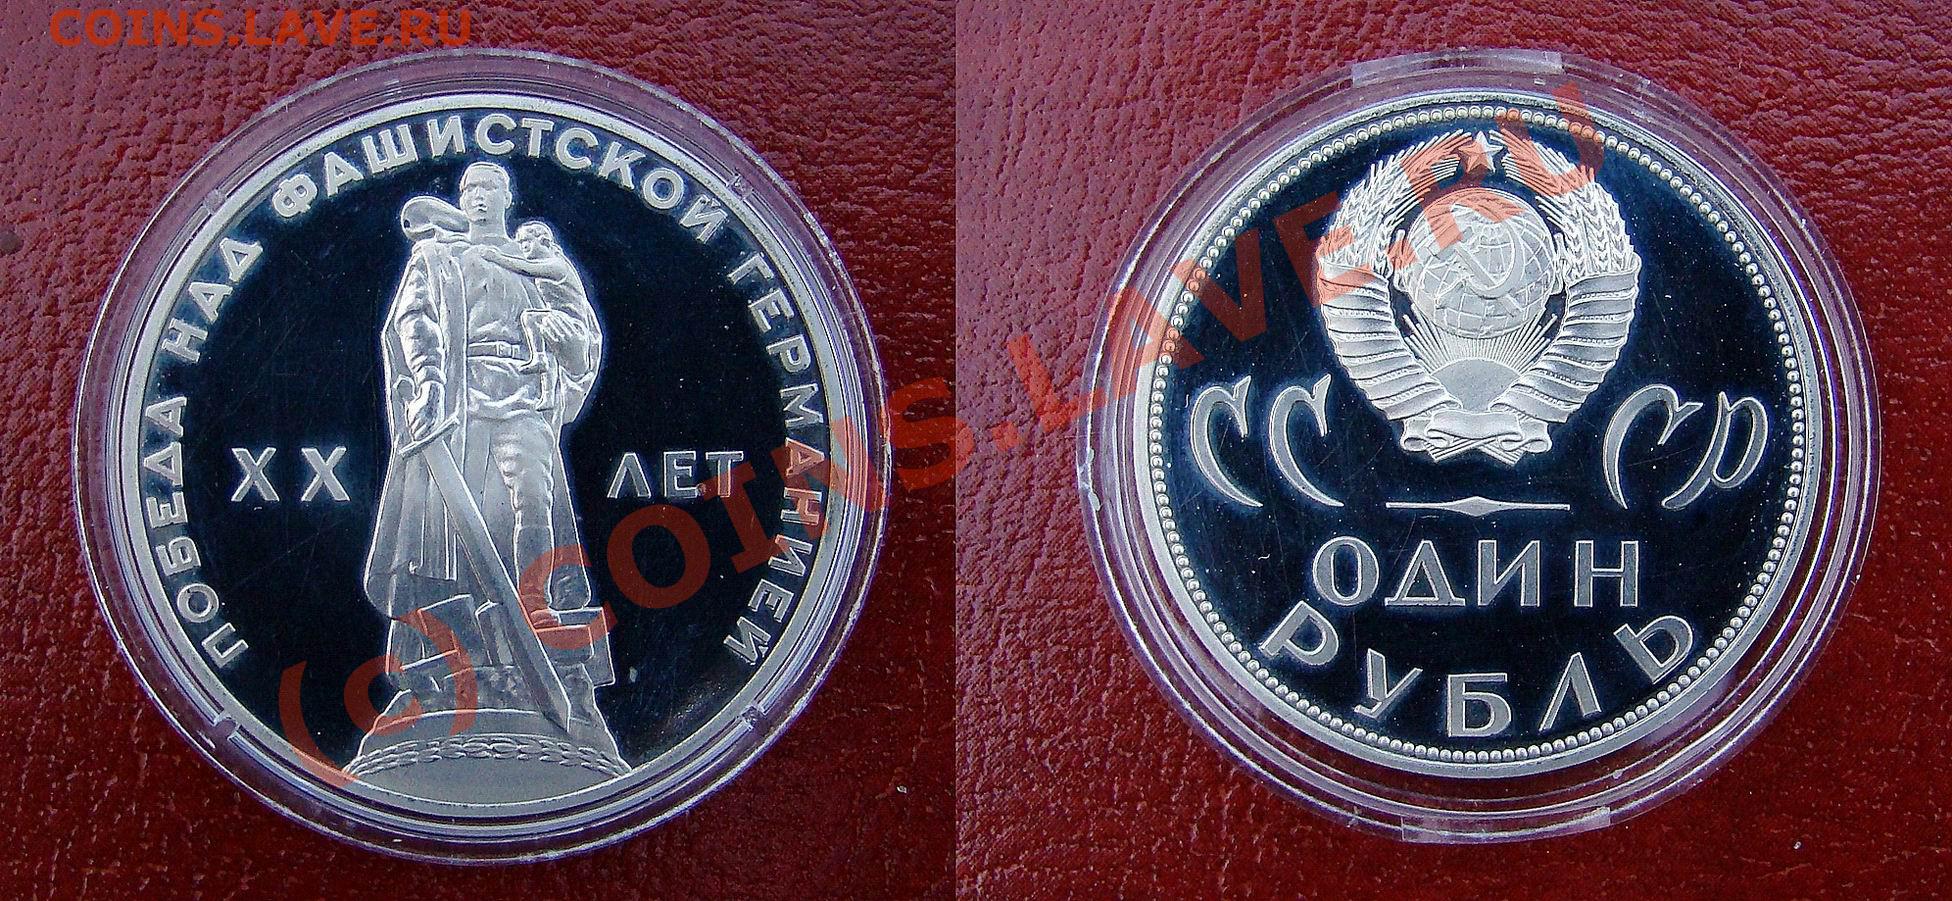 COINS.LAVE.RU
ПОБЕДА НАД ФАШИСТСКОЙ ГЕРМАНИЕЙ
XX ЛЕТ
СССР
ОДИН
РУБЛЬ
(c) COINS.LAVE.RU